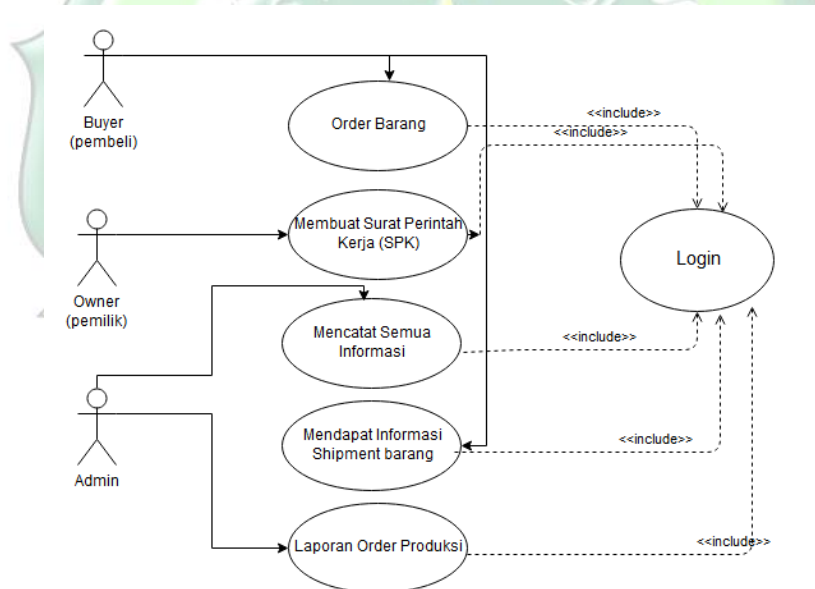 Buyer
(pembeli)
Order Barang
<<include>>
<<include>>
Membuat Surat Perintah
Kerja (SPK)
Login
Owner
(pemilik)
Mencatat Semua
Informasi
<<include>>
Admin
Mendapat Informasi
Shipment barang
<<include>>
Laporan Order Produksi
<<include>>